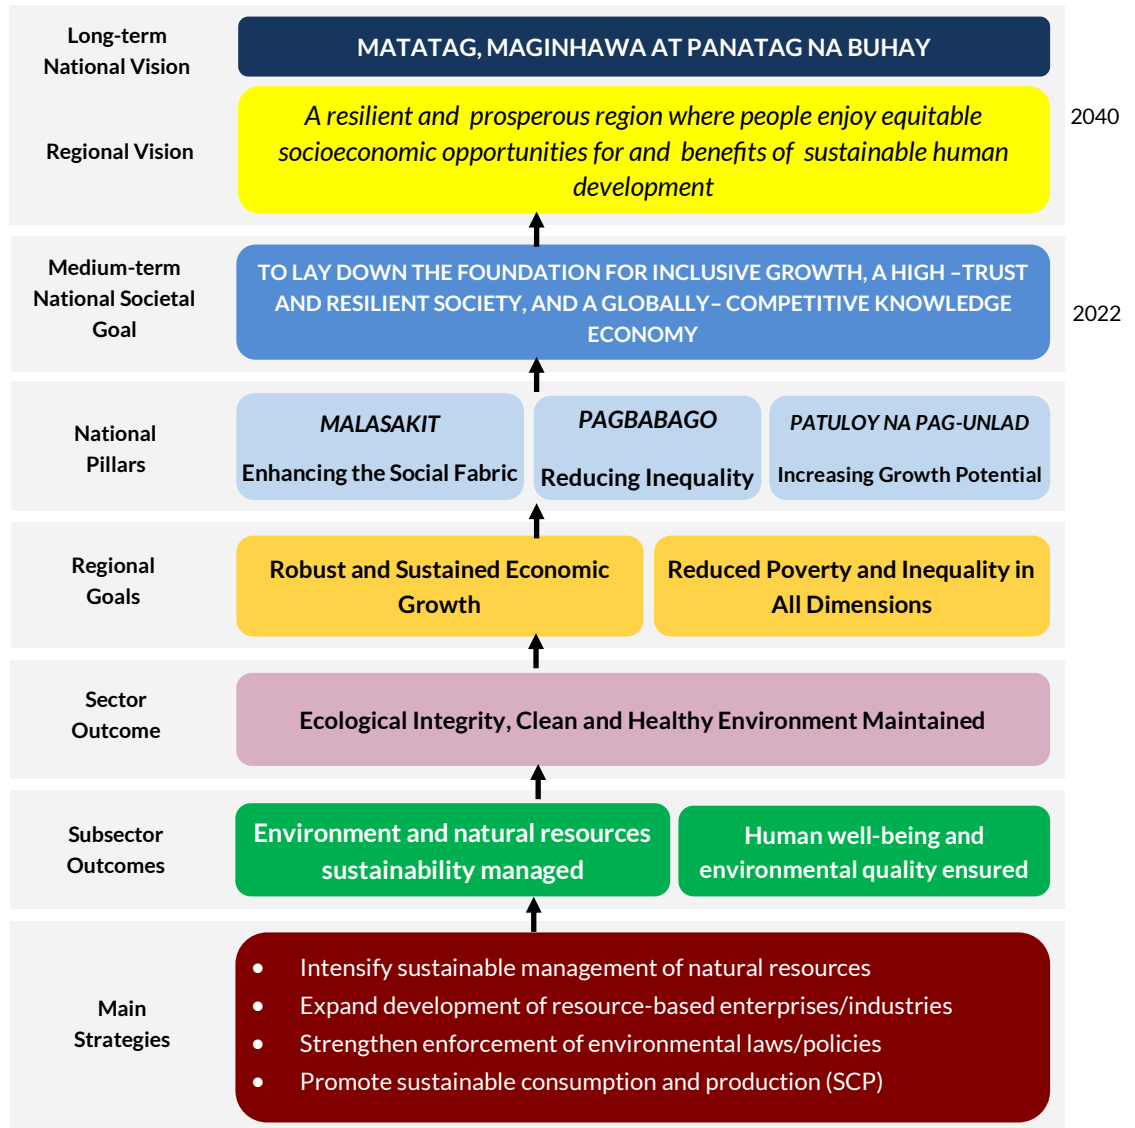 Long-term
National Vision
MATATAG, MAGINHAWA AT PANATAG NA BUHAY
Regional Vision
A resilient and prosperous region where people enjoy equitable
socioeconomic opportunities for and benefits of sustainable human
development
2040
Medium-term
National Societal
Goal
TO LAY DOWN THE FOUNDATION FOR INCLUSIVE GROWTH, A HIGH –TRUST
AND RESILIENT SOCIETY, AND A GLOBALLY– COMPETITIVE KNOWLEDGE
ECONOMY
2022
National
Pillars
MALASAKIT
Enhancing the Social Fabric
PAGBABAGO
Reducing Inequality
PATULOY NA PAG-UNLAD
Increasing Growth Potential
Regional
Goals
Robust and Sustained Economic
Growth
Reduced Poverty and Inequality in
All Dimensions
Sector
Outcome
Ecological Integrity, Clean and Healthy Environment Maintained
Subsector
Outcomes
Environment and natural resources
sustainability managed
Human well-being and
environmental quality ensured
Main
Strategies
• Intensify sustainable management of natural resources
• Expand development of resource-based enterprises/industries
• Strengthen enforcement of environmental laws/policies
• Promote sustainable consumption and production (SCP)